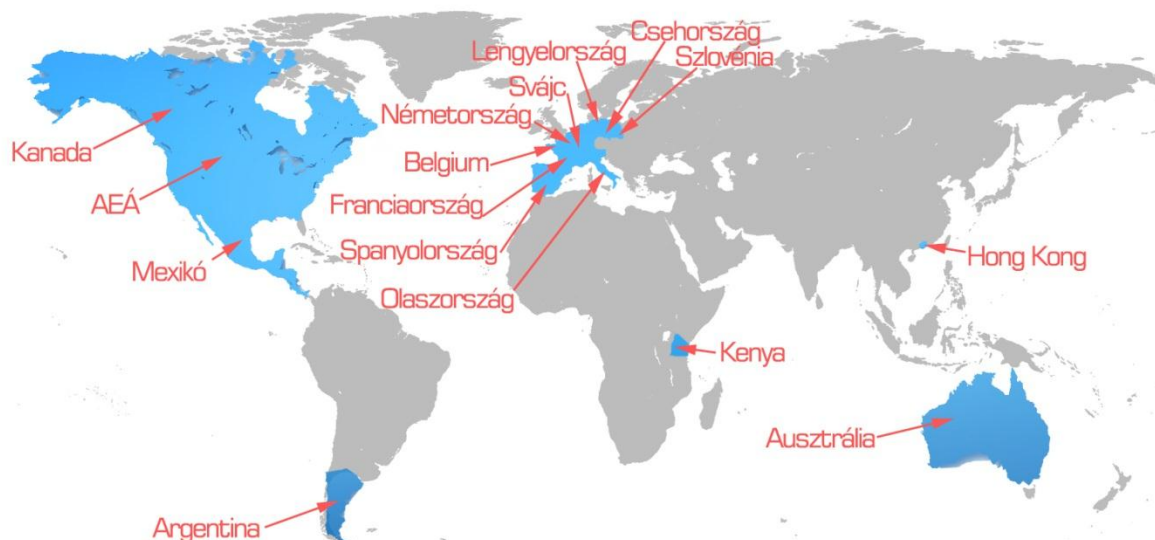 Csehország
Lengyelország
Szlovénia
Svájc
Németország
Kanada
Belgium
AEÁ
Franciaország
Spanyolország
Hong Kong
Mexikó
Olaszország
Kenya
Ausztrália
Argentina